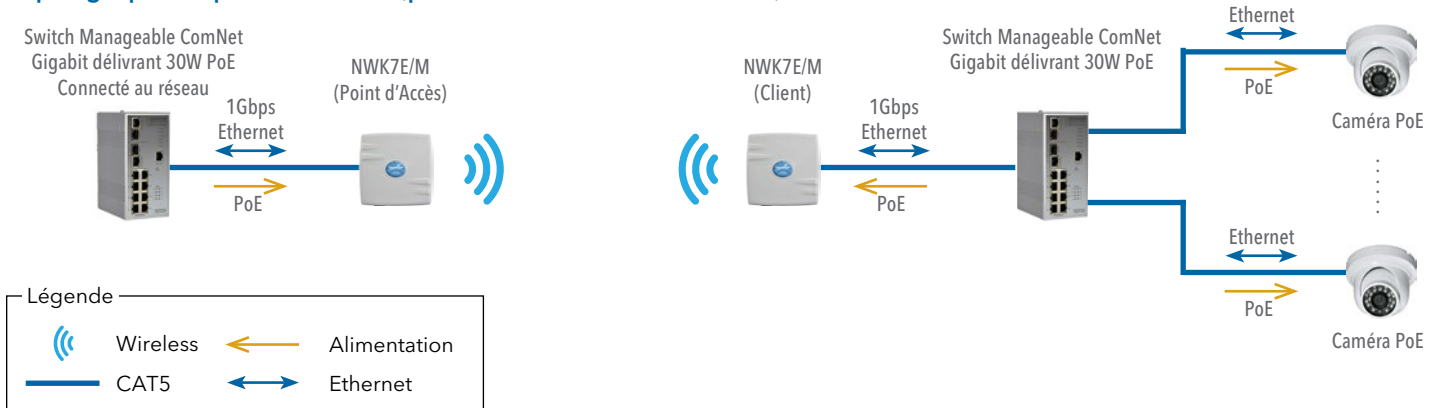 Switch Manageable ComNet
Gigabit délivrant 30W PoE
Connecté au réseau
1Gbps
Ethernet
PoE
NWK7E/M
(Point d'Accès)
NWK7E/M
(Client)
1Gbps
Ethernet
PoE
Switch Manageable ComNet
Gigabit délivrant 30W PoE
Ethernet
PoE
Caméra PoE
Ethernet
PoE
Caméra PoE
Légende
Wireless
Alimentation
CAT5
Ethernet